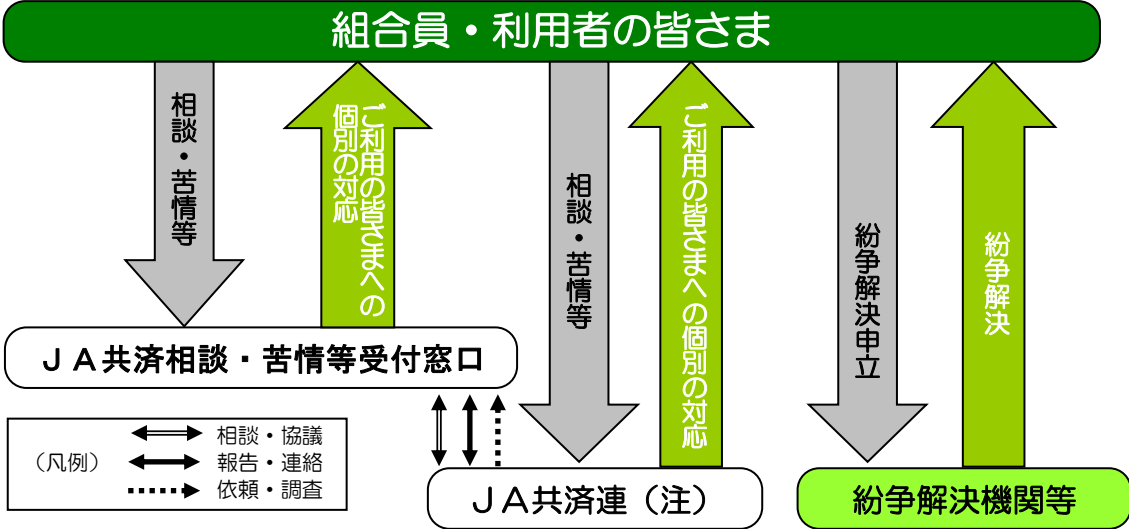 組合員・利用者の皆さま
相談・苦情等
ご利用の皆さまへの
個別の対応
相談・苦情等
ご利用の皆さまへの個別の対応
紛争解決申立
紛争解決
ＪＡ共済相談・苦情等受付窓口
（凡例）
相談・協議
報告・連絡
依頼・調査
ＪＡ共済連（注）
紛争解決機関等